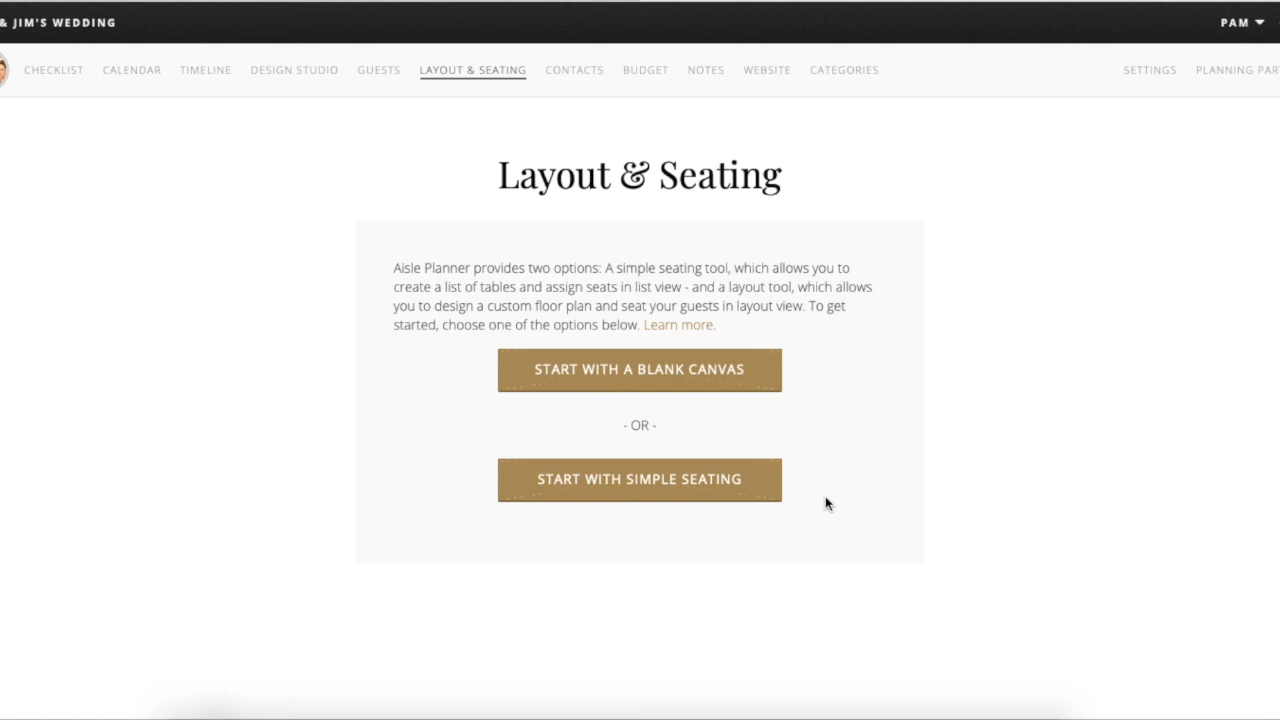 & JIM'S WEDDING
PAM
CHECKLIST CALENDAR TIMELINE DESIGN STUDIO GUESTS LAYOUT & SEATING CONTACTS BUDGET NOTES WEBSITE CATEGORIES SETTINGS PLANNING PAR
Layout & Seating
Aisle Planner provides two options: A simple seating tool, which allows you to
create a list of tables and assign seats in list view - and a layout tool, which allows
you to design a custom floor plan and seat your guests in layout view. To get
started, choose one of the options below. Learn more.
START WITH A BLANK CANVAS
- OR -
START WITH SIMPLE SEATING